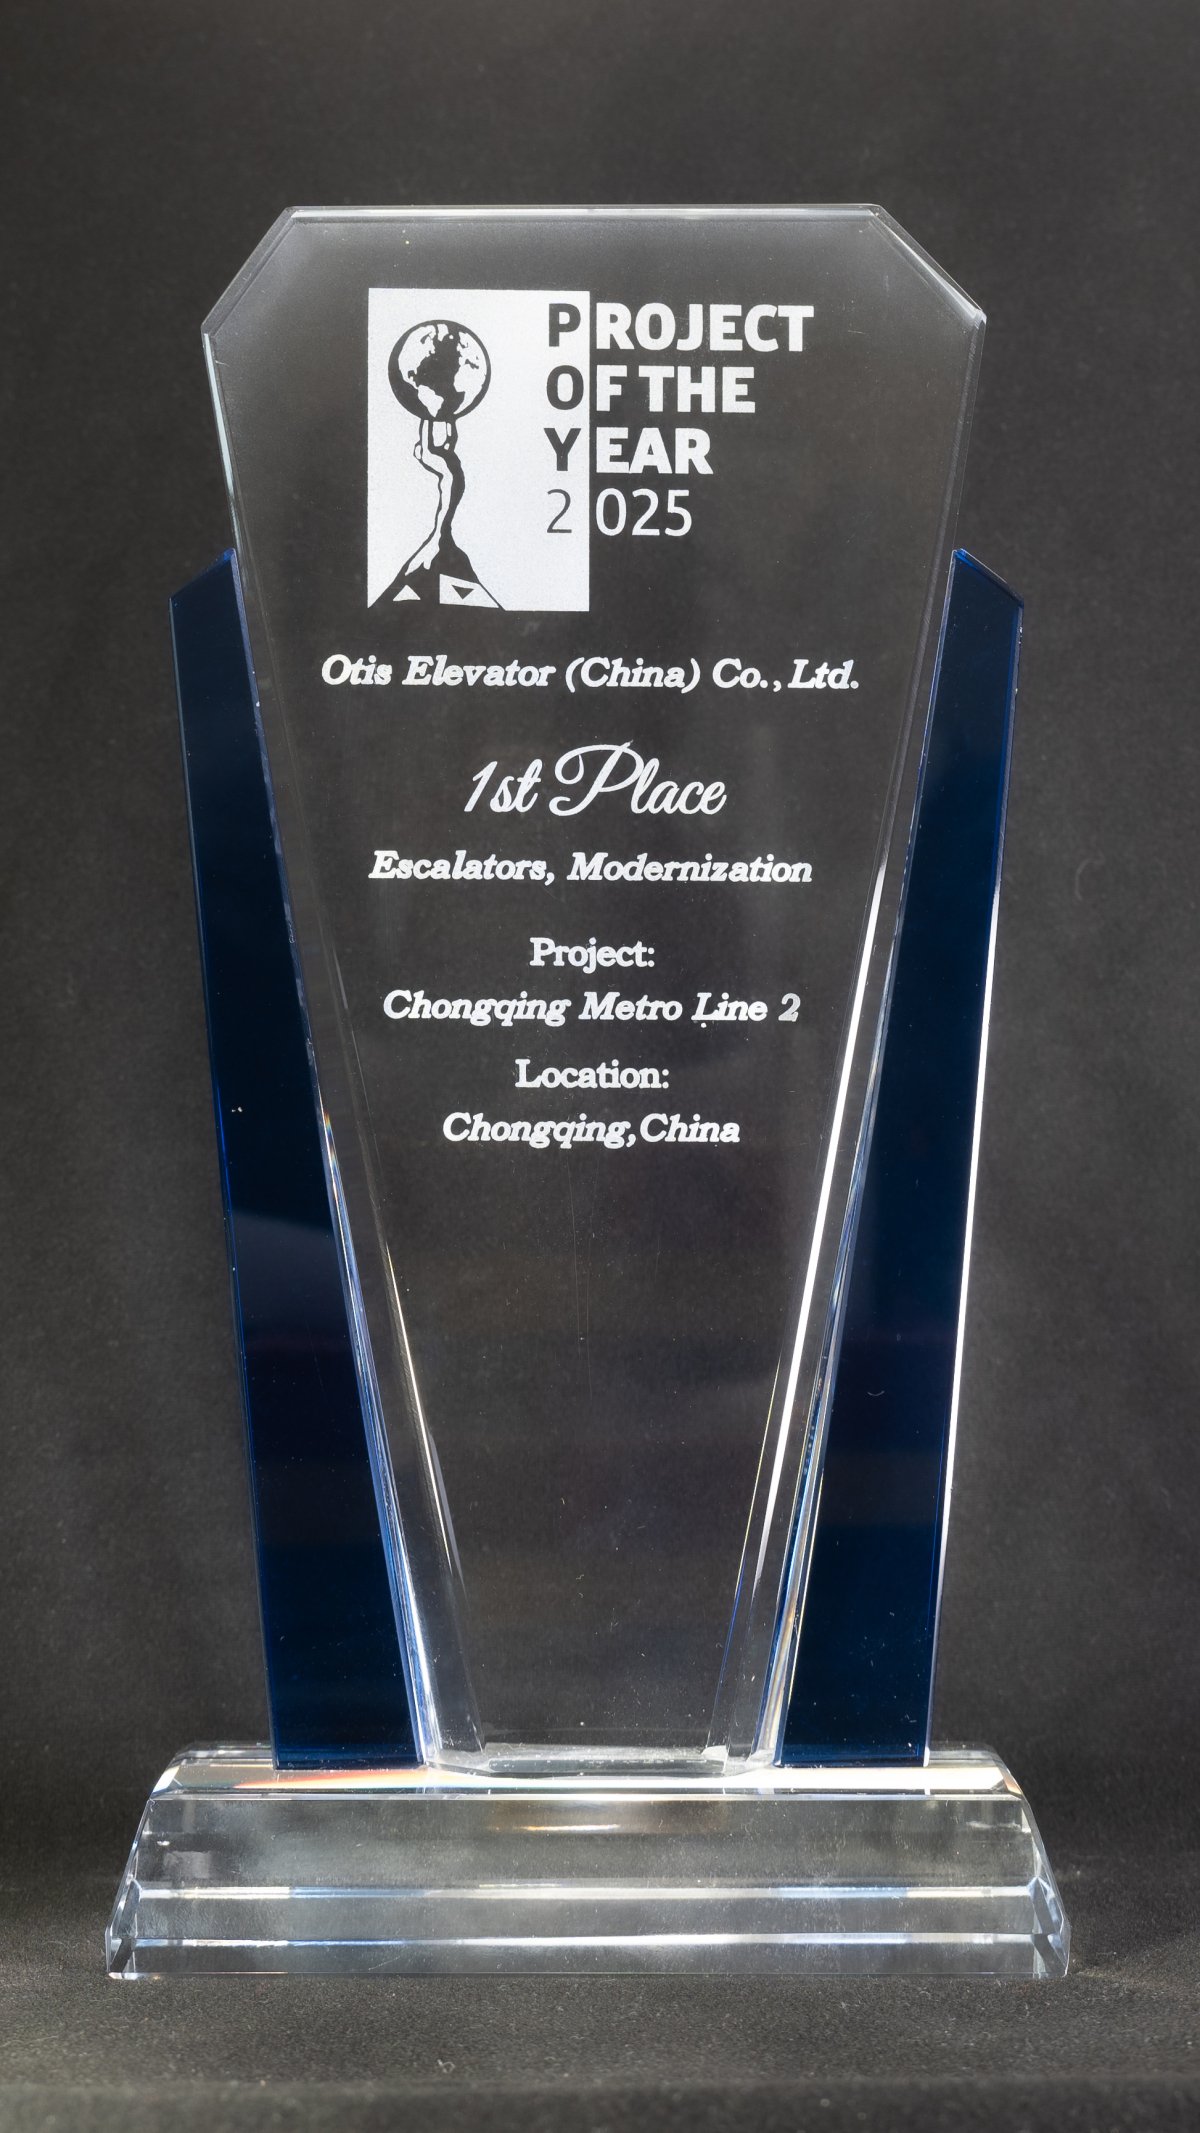 PROJECT
OF THE
YEAR
2025
Otis Elevator (China) Co., Ltd.
1st Place
Escalators, Modernization
Project:
Chongqing Metro Line 2
Location:
Chongqing, China